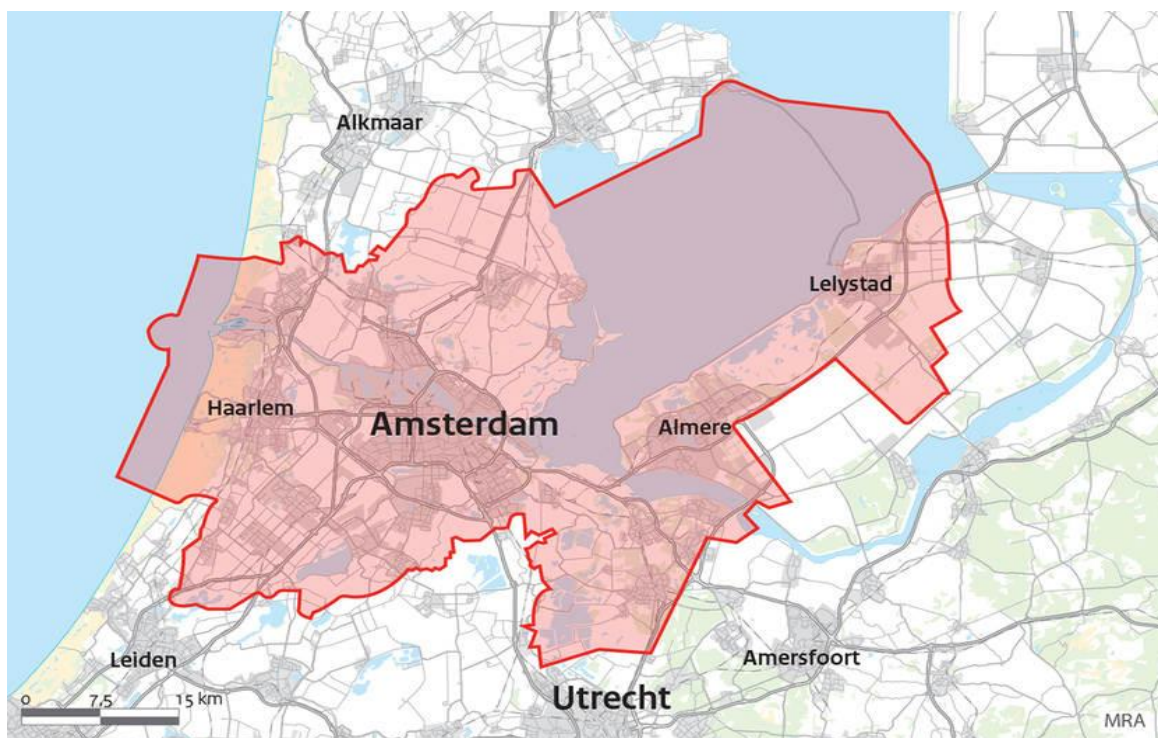 Alkmaar
Lelystad
Haarlem
Amsterdam
Almere
Leiden
Amersfoort
Utrecht
0 7,5 15 km
MRA